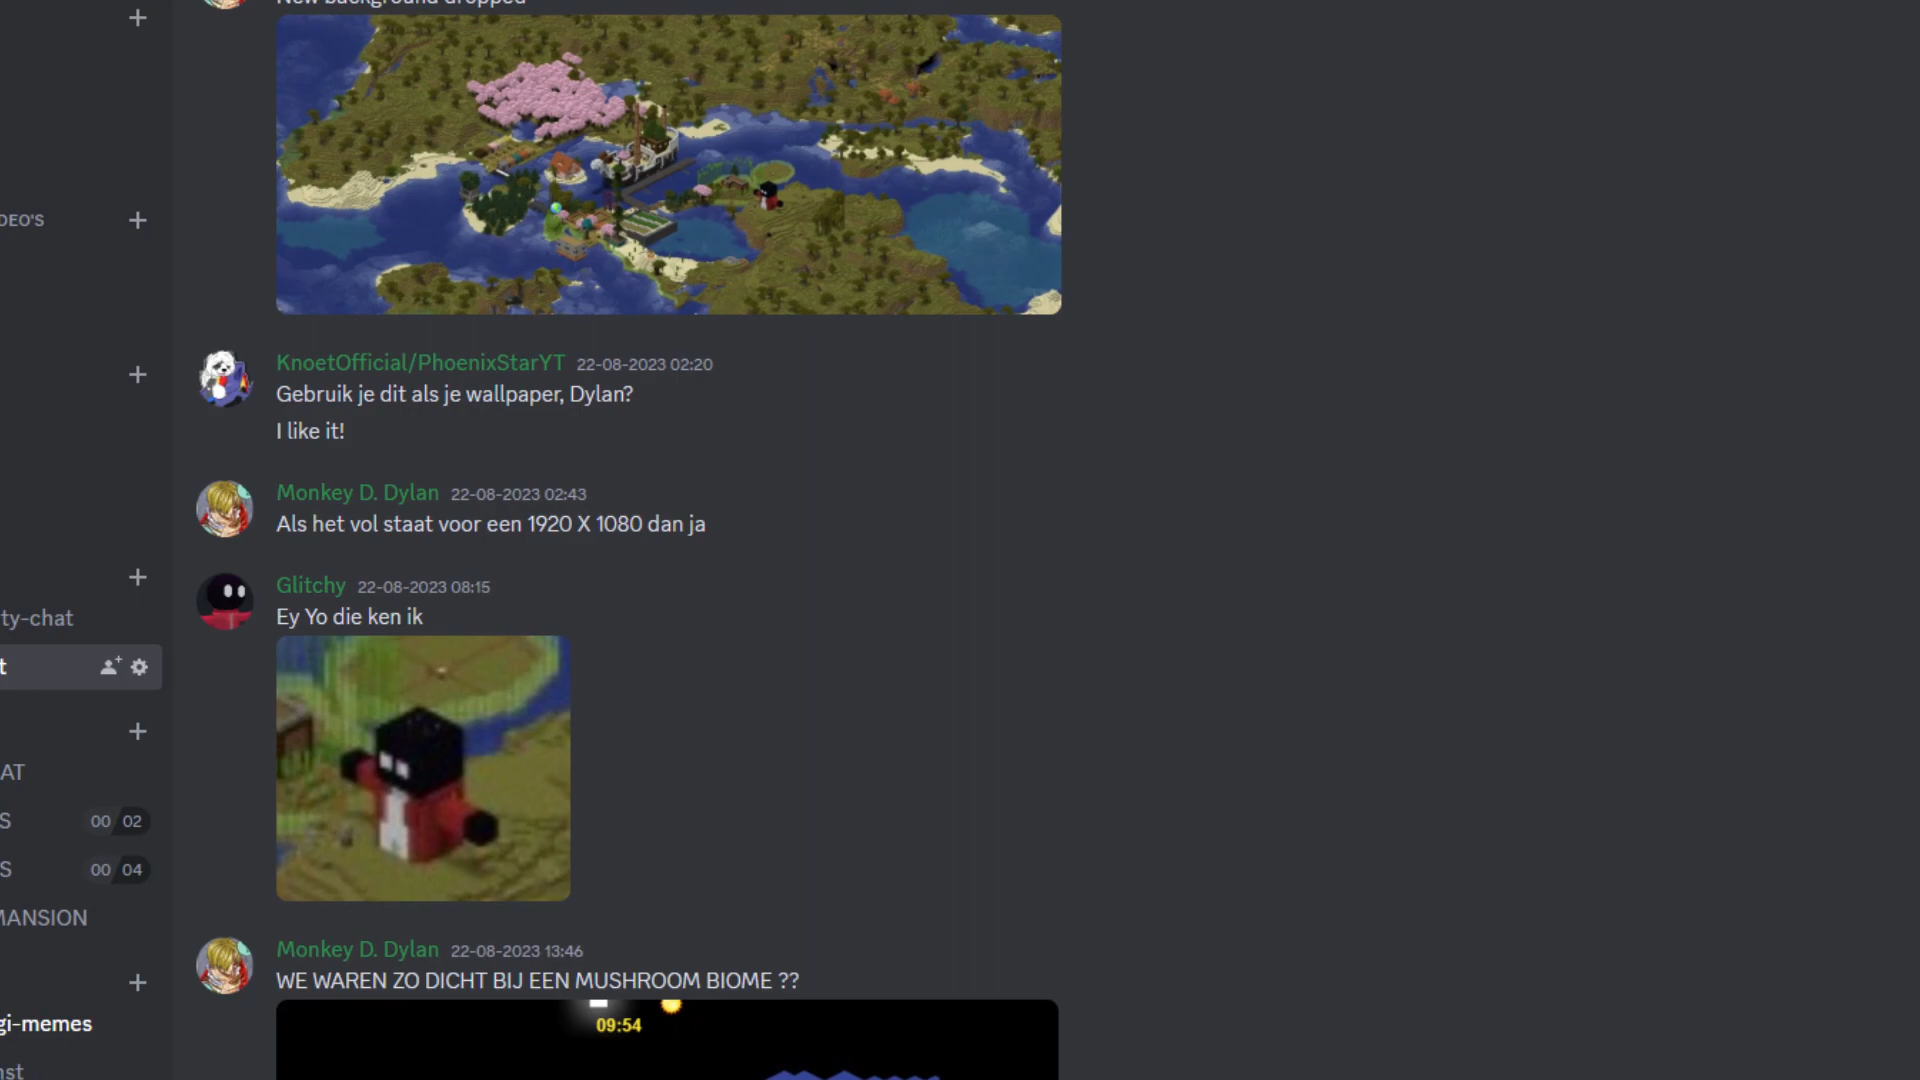 New background dropped
DEO'S
KnoetOfficial/PhoenixStarYT 22-08-2023 02:20
Gebruik je dit als je wallpaper, Dylan?
I like it!
Monkey D. Dylan 22-08-2023 02:43
Als het vol staat voor een 1920 X 1080 dan ja
Glitchy 22-08-2023 08:15
Ey Yo die ken ik
ty-chat
t
AT
S 00 02
S 00 04
MANSION
Monkey D. Dylan 22-08-2023 13:46
WE WAREN ZO DICHT BIJ EEN MUSHROOM BIOME ??
gi-memes
09:54
nst